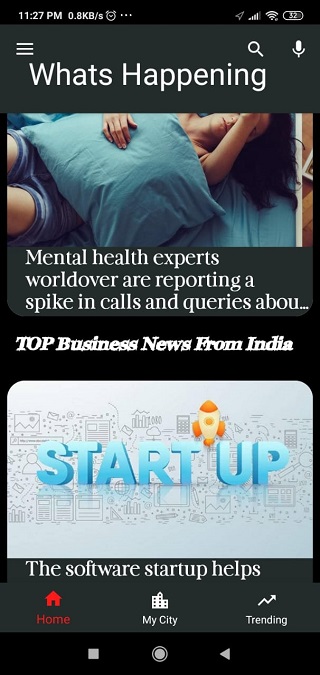 11:27 PM 0.8KB/s ...
32
Whats Happening
Mental health experts
worldover are reporting a
spike in calls and queries abou...
TOP Business News From India
START UP
The software startup helps
Home
My City
Trending